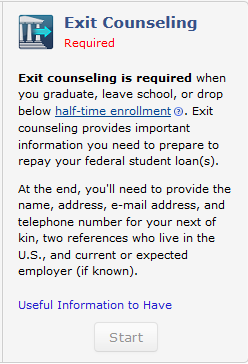 Exit Counseling
Required
Exit counseling is required when
you graduate, leave school, or drop
below half-time enrollment ?. Exit
counseling provides important
information you need to prepare to
repay your federal student loan(s).
At the end, you'll need to provide the
name, address, e-mail address, and
telephone number for your next of
kin, two references who live in the
U.S., and current or expected
employer (if known).
Useful Information to Have
Start